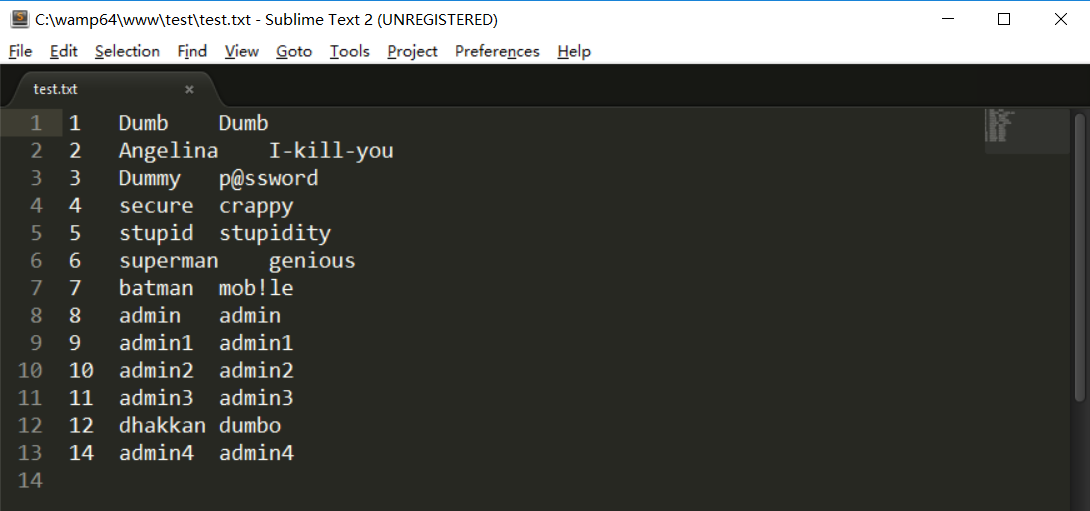 C:\wamp64\www\test\test.txt - Sublime Text 2 (UNREGISTERED)
File Edit Selection Find View Goto Tools Project Preferences Help
test.txt
1 1 Dumb Dumb
2 2 Angelina I-kill-you
3 3 Dummy p@ssword
4 4 secure crappy
5 5 stupid stupidity
6 6 superman genious
7 7 batman mob!le
8 8 admin admin
9 9 admin1 admin1
10 10 admin2 admin2
11 11 admin3 admin3
12 12 dhakkan dumbo
13 14 admin4 admin4
14